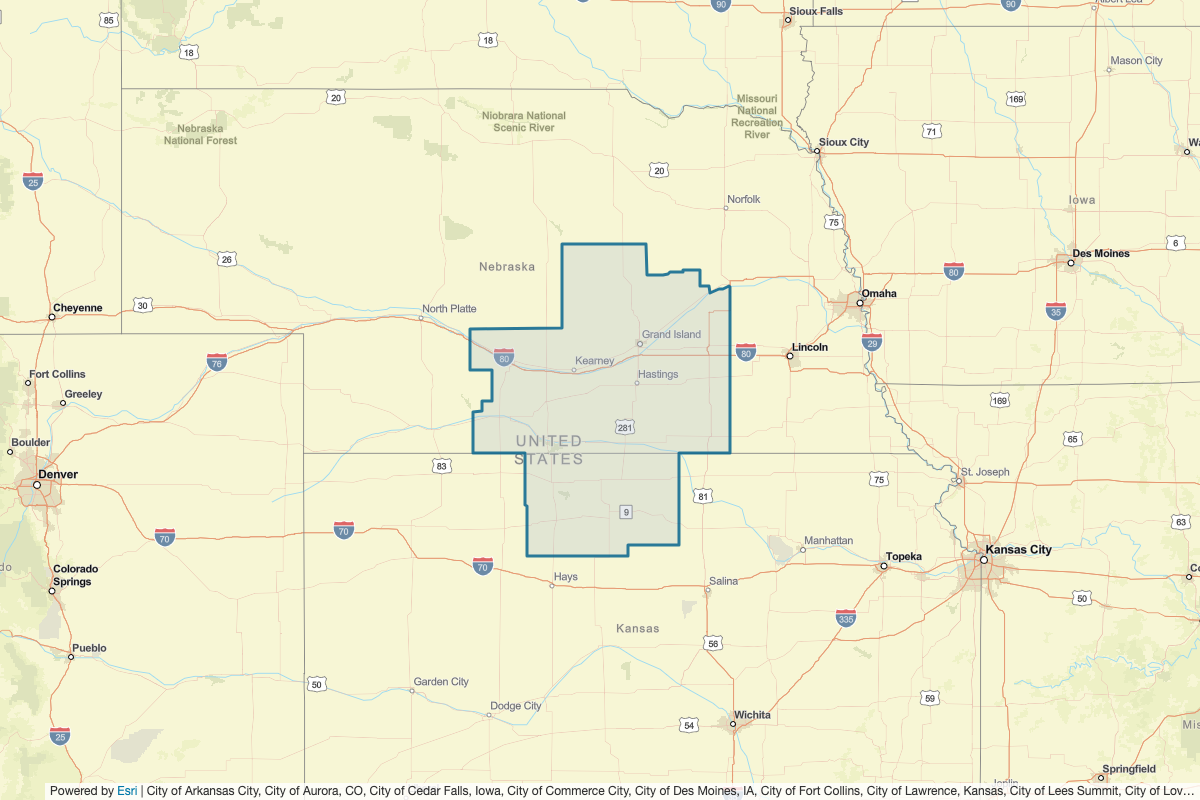 85
90
Sioux Falls
90
Albert Lea
18
18
Mason City
20
Missouri
National
Recreation
River
169
Niobrara National
Scenic River
Nebraska
National Forest
71
Sioux City
20
25
Norfolk
Iowa
75
6
26
Nebraska
Des Moines
80
Omaha
Cheyenne
30
North Platte
35
Grand Island
Lincoln
29
80
80
76
Kearney
Fort Collins
Hastings
Greeley
169
281
Boulder
UNITED
STATES
65
83
Denver
St. Joseph
75
81
9
63
70
70
Manhattan
Kansas City
Topeka
70
Colorado
Springs
Hays
Salina
50
335
Kansas
56
Pueblo
50
Garden City
59
Dodge City
Wichita
54
25
Springfield
Powered by Esri | City of Arkansas City, City of Aurora, CO, City of Cedar Falls, Iowa, City of Commerce City, City of Des Moines, IA, City of Fort Collins, City of Lawrence, Kansas, City of Lees Summit, City of Lov…